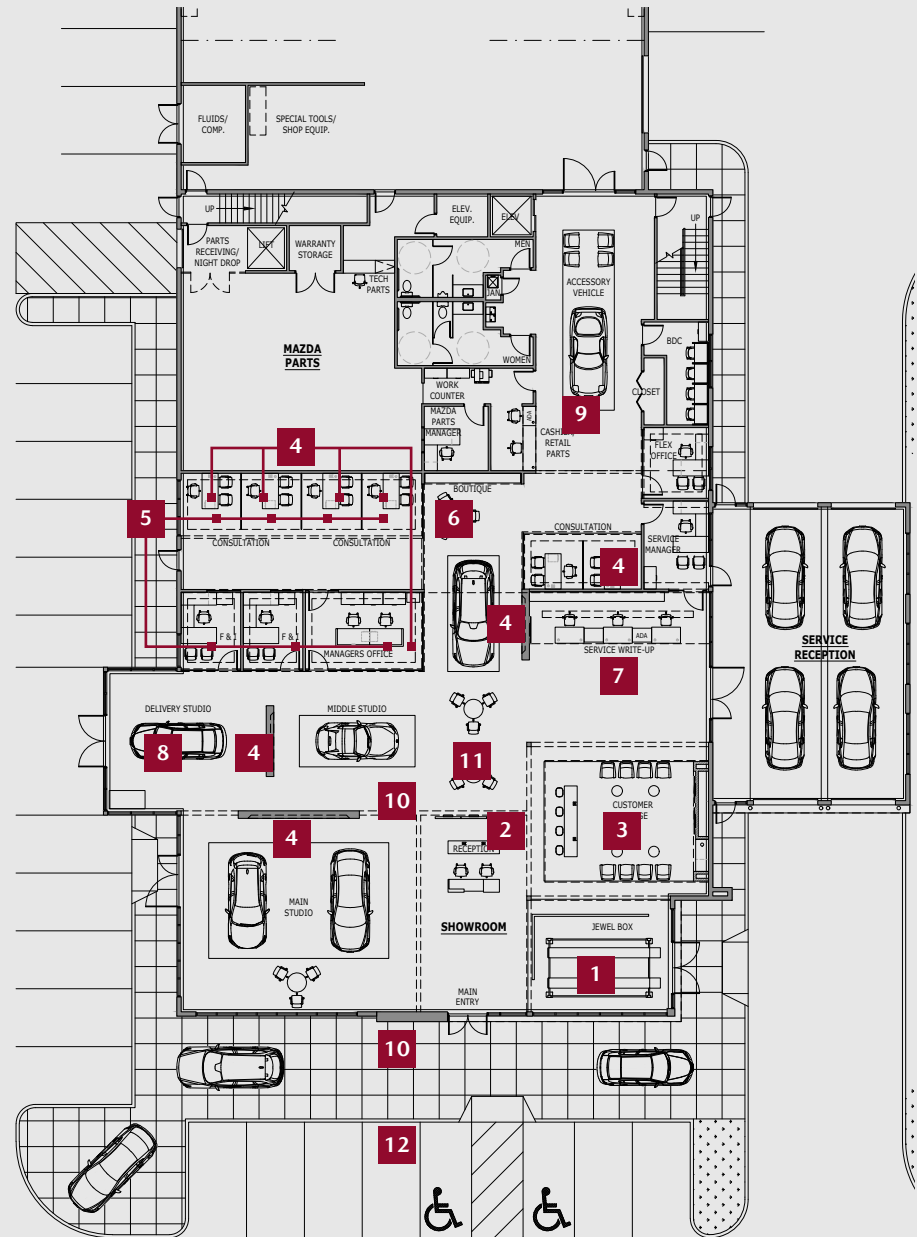 FLUIDS/
COMP.
SPECIAL TOOLS/
SHOP EQUIP.
UP
ELEV.
EQUIP.
ELEV
UP
PARTS
RECEIVING/
NIGHT DROP
LIFT
WARRANTY
STORAGE
TECH
PARTS
MEN
JAN
ACCESSORY
VEHICLE
BDC
MAZDA
PARTS
WOMEN
WORK
COUNTER
CLOSET
9
MAZDA
PARTS
MANAGER
ADA
RETAIL
PARTS
FLEX
OFFICE
4
BOUTIQUE
5
6
CONSULTATION
CONSULTATION
CONSULTATION
SERVICE
MANAGER
4
4
F &
F &
MANAGERS OFFICE
ADA
SERVICE WRITE-UP
7
SERVICE
RECEPTION
DELIVERY STUDIO
MIDDLE STUDIO
8
4
11
10
CUSTOMER
4
2
3
RECEPTION
MAIN
STUDIO
SHOWROOM
JEWEL BOX
1
MAIN
ENTRY
10
12